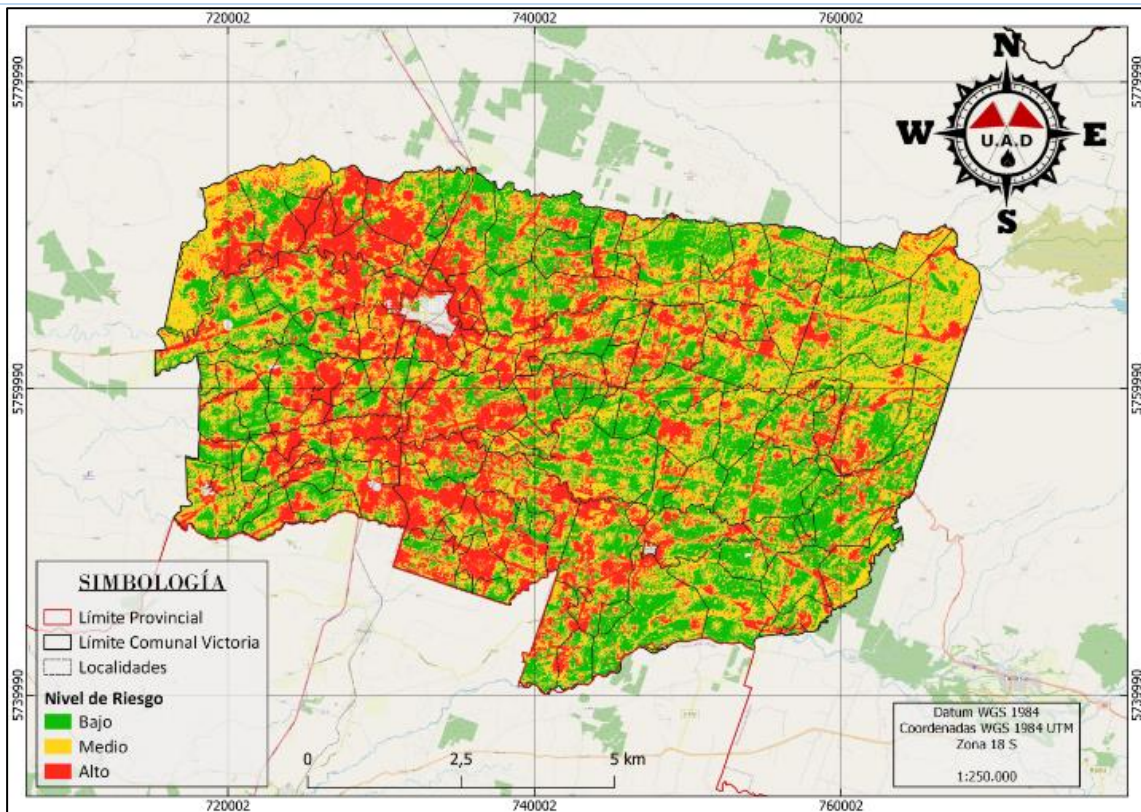 720002
740002
760002
5779990
5779990
N
W
E
U.A.D
S
5759990
5759990
SIMBOLOGÍA
Límite Provincial
Límite Comunal Victoria
Localidades
Nivel de Riesgo
Bajo
Medio
Alto
5739990
5739990
0
2,5
5 km
Datum WGS 1984
Coordenadas WGS 1984 UTM
Zona 18 S
1:250.000
720002
740002
760002